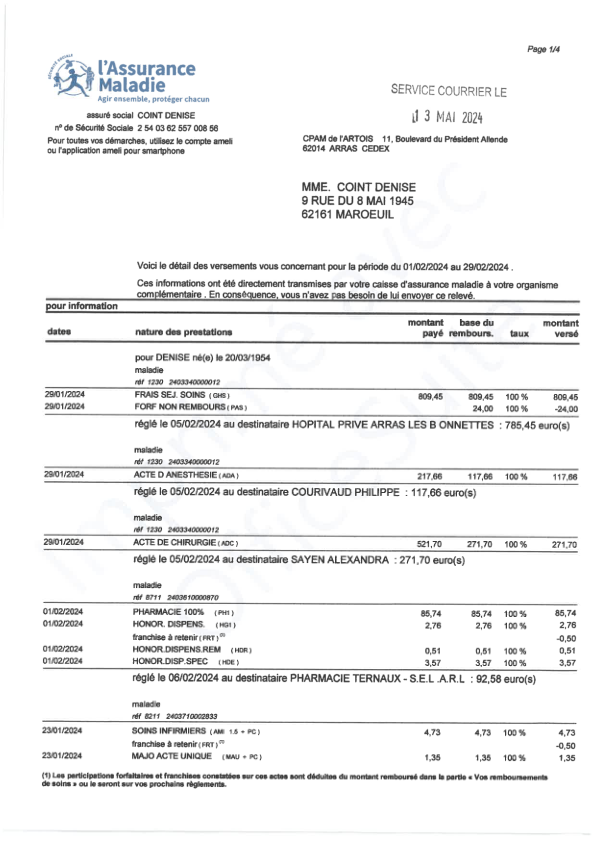 Page 1/4
SÉCURITÉ SOCIALE
l'Assurance
Maladie
Agir ensemble, protéger chacun
SERVICE COURRIER LE
13 MAI 2024
assuré social COINT DENISE
n° de Sécurité Sociale 2 54 03 62 557 008 56
Pour toutes vos démarches, utilisez le compte ameli
ou l'application ameli pour smartphone
CPAM de l'ARTOIS 11, Boulevard du Président Allende
62014 ARRAS CEDEX
MME. COINT DENISE
9 RUE DU 8 MAI 1945
62161 MAROEUIL
Voici le détail des versements vous concernant pour la période du 01/02/2024 au 29/02/2024 .
Ces informations ont été directement transmises par votre caisse d'assurance maladie à votre organisme
complémentaire . En conséquence, vous n'avez pas besoin de lui envoyer ce relevé.
pour information
dates nature des prestations montant payé base du rembours. taux montant versé
pour DENISE né(e) le 20/03/1954
maladie
réf 1230 2403340000012
29/01/2024 FRAIS SEJ. SOINS (GHS) 809,45 809,45 100 % 809,45
29/01/2024 FORF NON REMBOURS (PAS) 24,00 100 % -24,00
réglé le 05/02/2024 au destinataire HOPITAL PRIVE ARRAS LES B ONNETTES : 785,45 euro(s)
maladie
réf 1230 2403340000012
29/01/2024 ACTE D ANESTHESIE (ADA) 217,66 117,66 100 % 117,66
réglé le 05/02/2024 au destinataire COURIVAUD PHILIPPE : 117,66 euro(s)
maladie
réf 1230 2403340000012
29/01/2024 ACTE DE CHIRURGIE (ADC) 521,70 271,70 100 % 271,70
réglé le 05/02/2024 au destinataire SAYEN ALEXANDRA : 271,70 euro(s)
maladie
réf 8711 2403610000870
01/02/2024 PHARMACIE 100% (PH1) 85,74 85,74 100 % 85,74
01/02/2024 HONOR. DISPENS. (HG1) 2,76 2,76 100 % 2,76
franchise à retenir (FRT) (1) -0,50
01/02/2024 HONOR.DISPENS.REM (HDR) 0,51 0,51 100 % 0,51
01/02/2024 HONOR.DISP.SPEC (HDE) 3,57 3,57 100 % 3,57
réglé le 06/02/2024 au destinataire PHARMACIE TERNAUX - S.E.L .A.R.L : 92,58 euro(s)
maladie
réf 8211 2403710002833
23/01/2024 SOINS INFIRMIERS (AMI 1.5 + PC) 4,73 4,73 100 % 4,73
franchise à retenir (FRT) (1) -0,50
23/01/2024 MAJO ACTE UNIQUE (MAU + PC) 1,35 1,35 100 % 1,35
(1) Les participations forfaitaires et franchises constatées sur ces actes sont déduites du montant remboursé dans la partie « Vos remboursements
de soins » ou le seront sur vos prochains règlements.